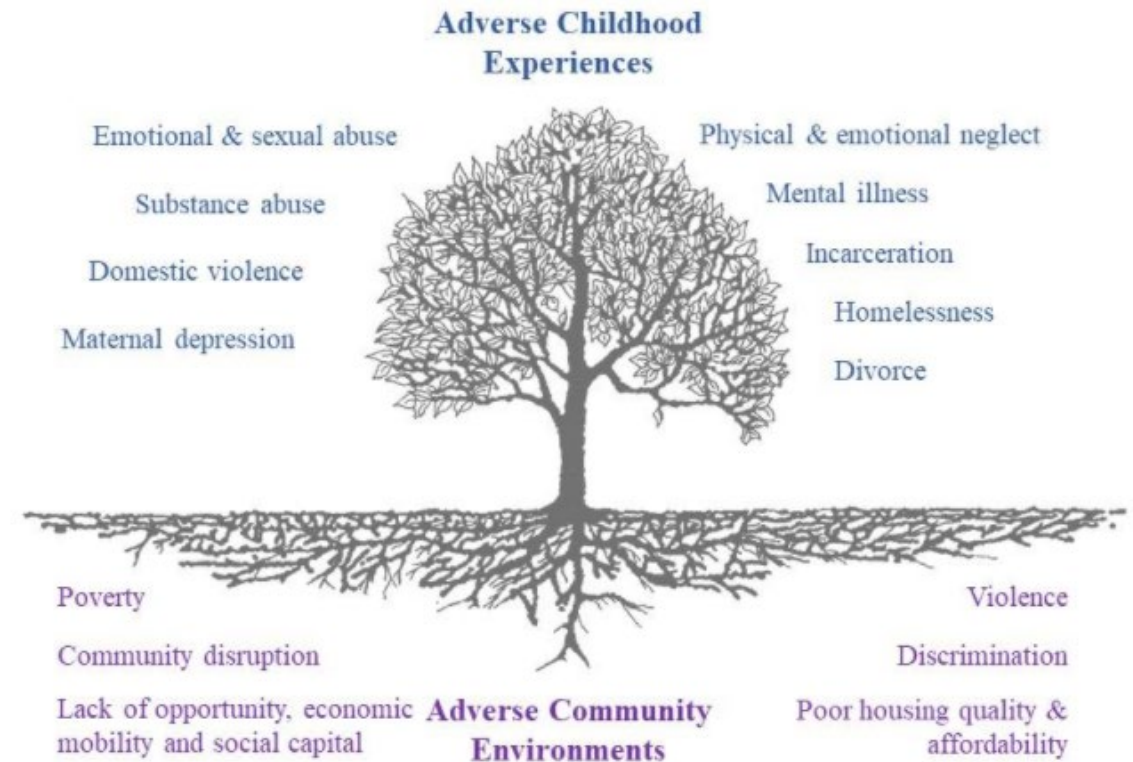 Adverse Childhood
Experiences
Emotional & sexual abuse
Substance abuse
Domestic violence
Maternal depression
Physical & emotional neglect
Mental illness
Incarceration
Homelessness
Divorce
Poverty
Community disruption
Lack of opportunity, economic
mobility and social capital
Adverse Community
Environments
Violence
Discrimination
Poor housing quality &
affordability